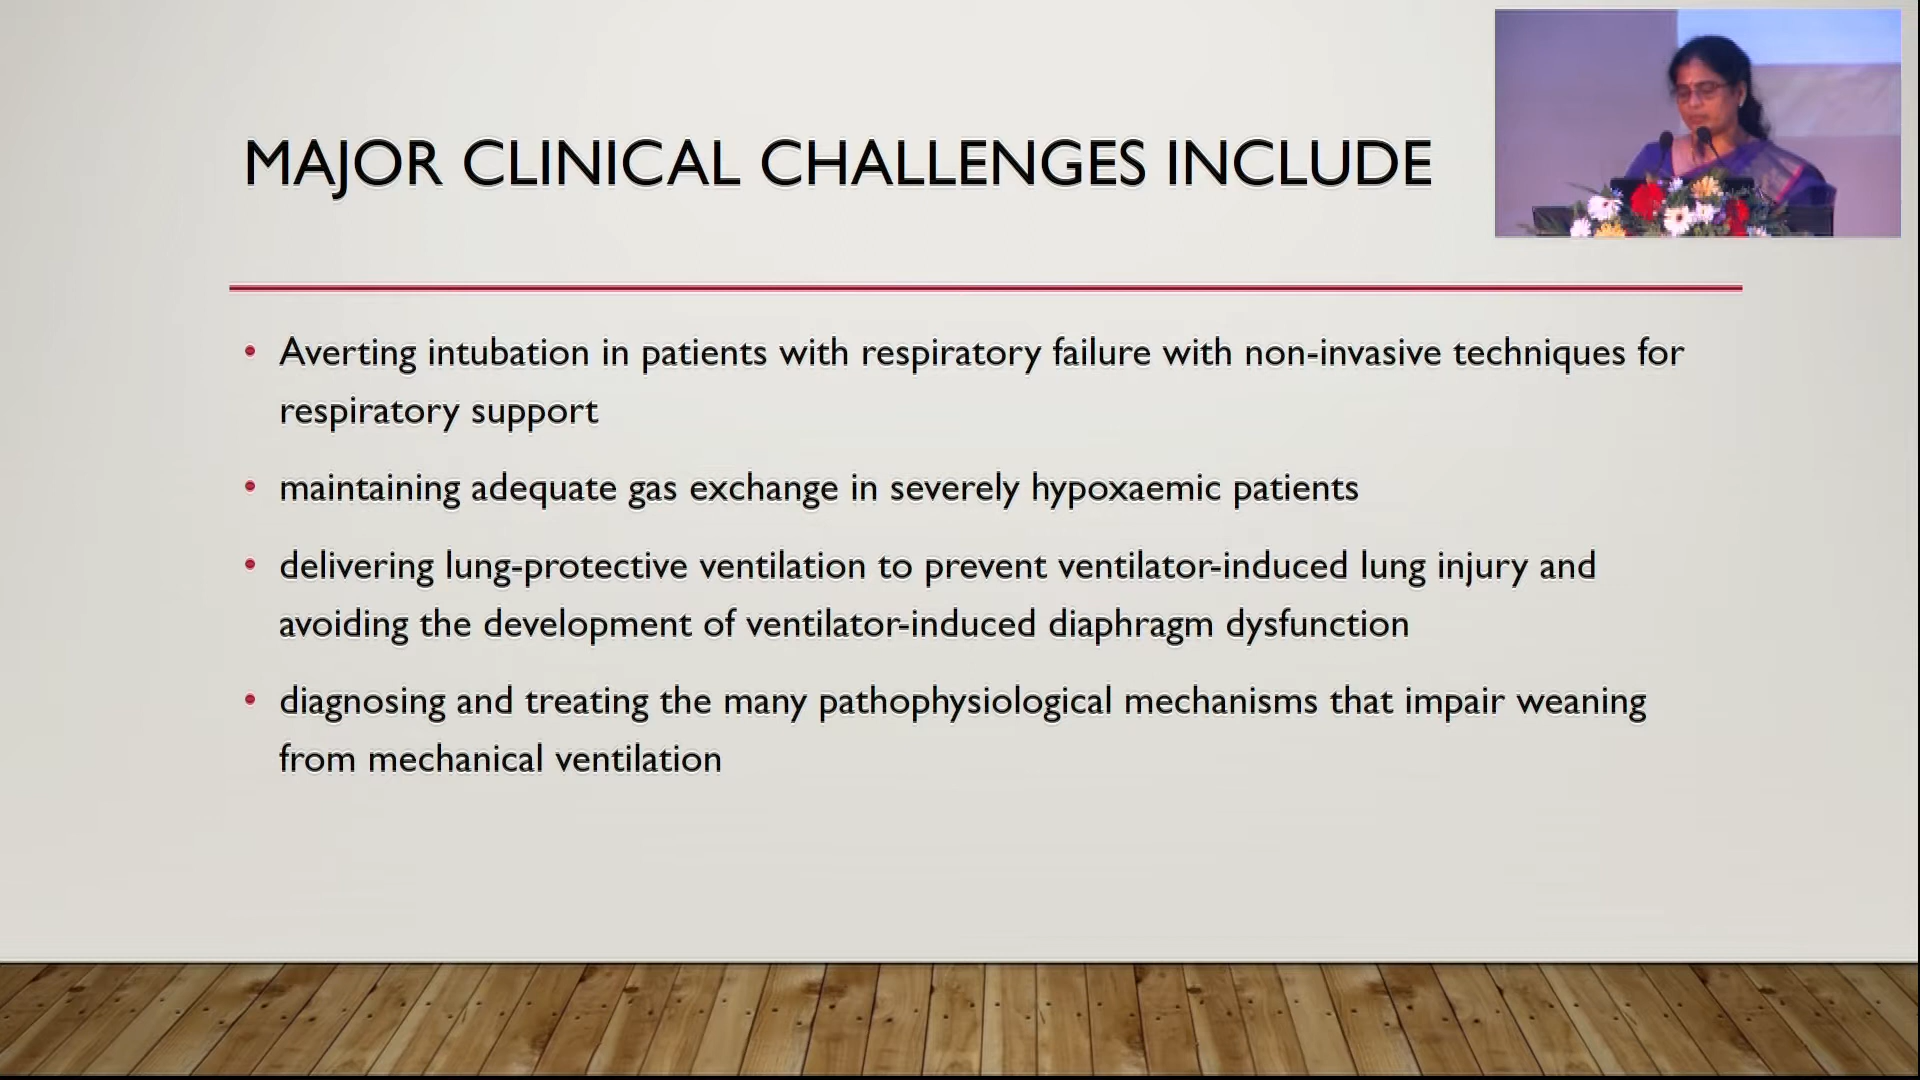 MAJOR CLINICAL CHALLENGES INCLUDE
• Averting intubation in patients with respiratory failure with non-invasive techniques for
respiratory support
• maintaining adequate gas exchange in severely hypoxaemic patients
• delivering lung-protective ventilation to prevent ventilator-induced lung injury and
avoiding the development of ventilator-induced diaphragm dysfunction
• diagnosing and treating the many pathophysiological mechanisms that impair weaning
from mechanical ventilation